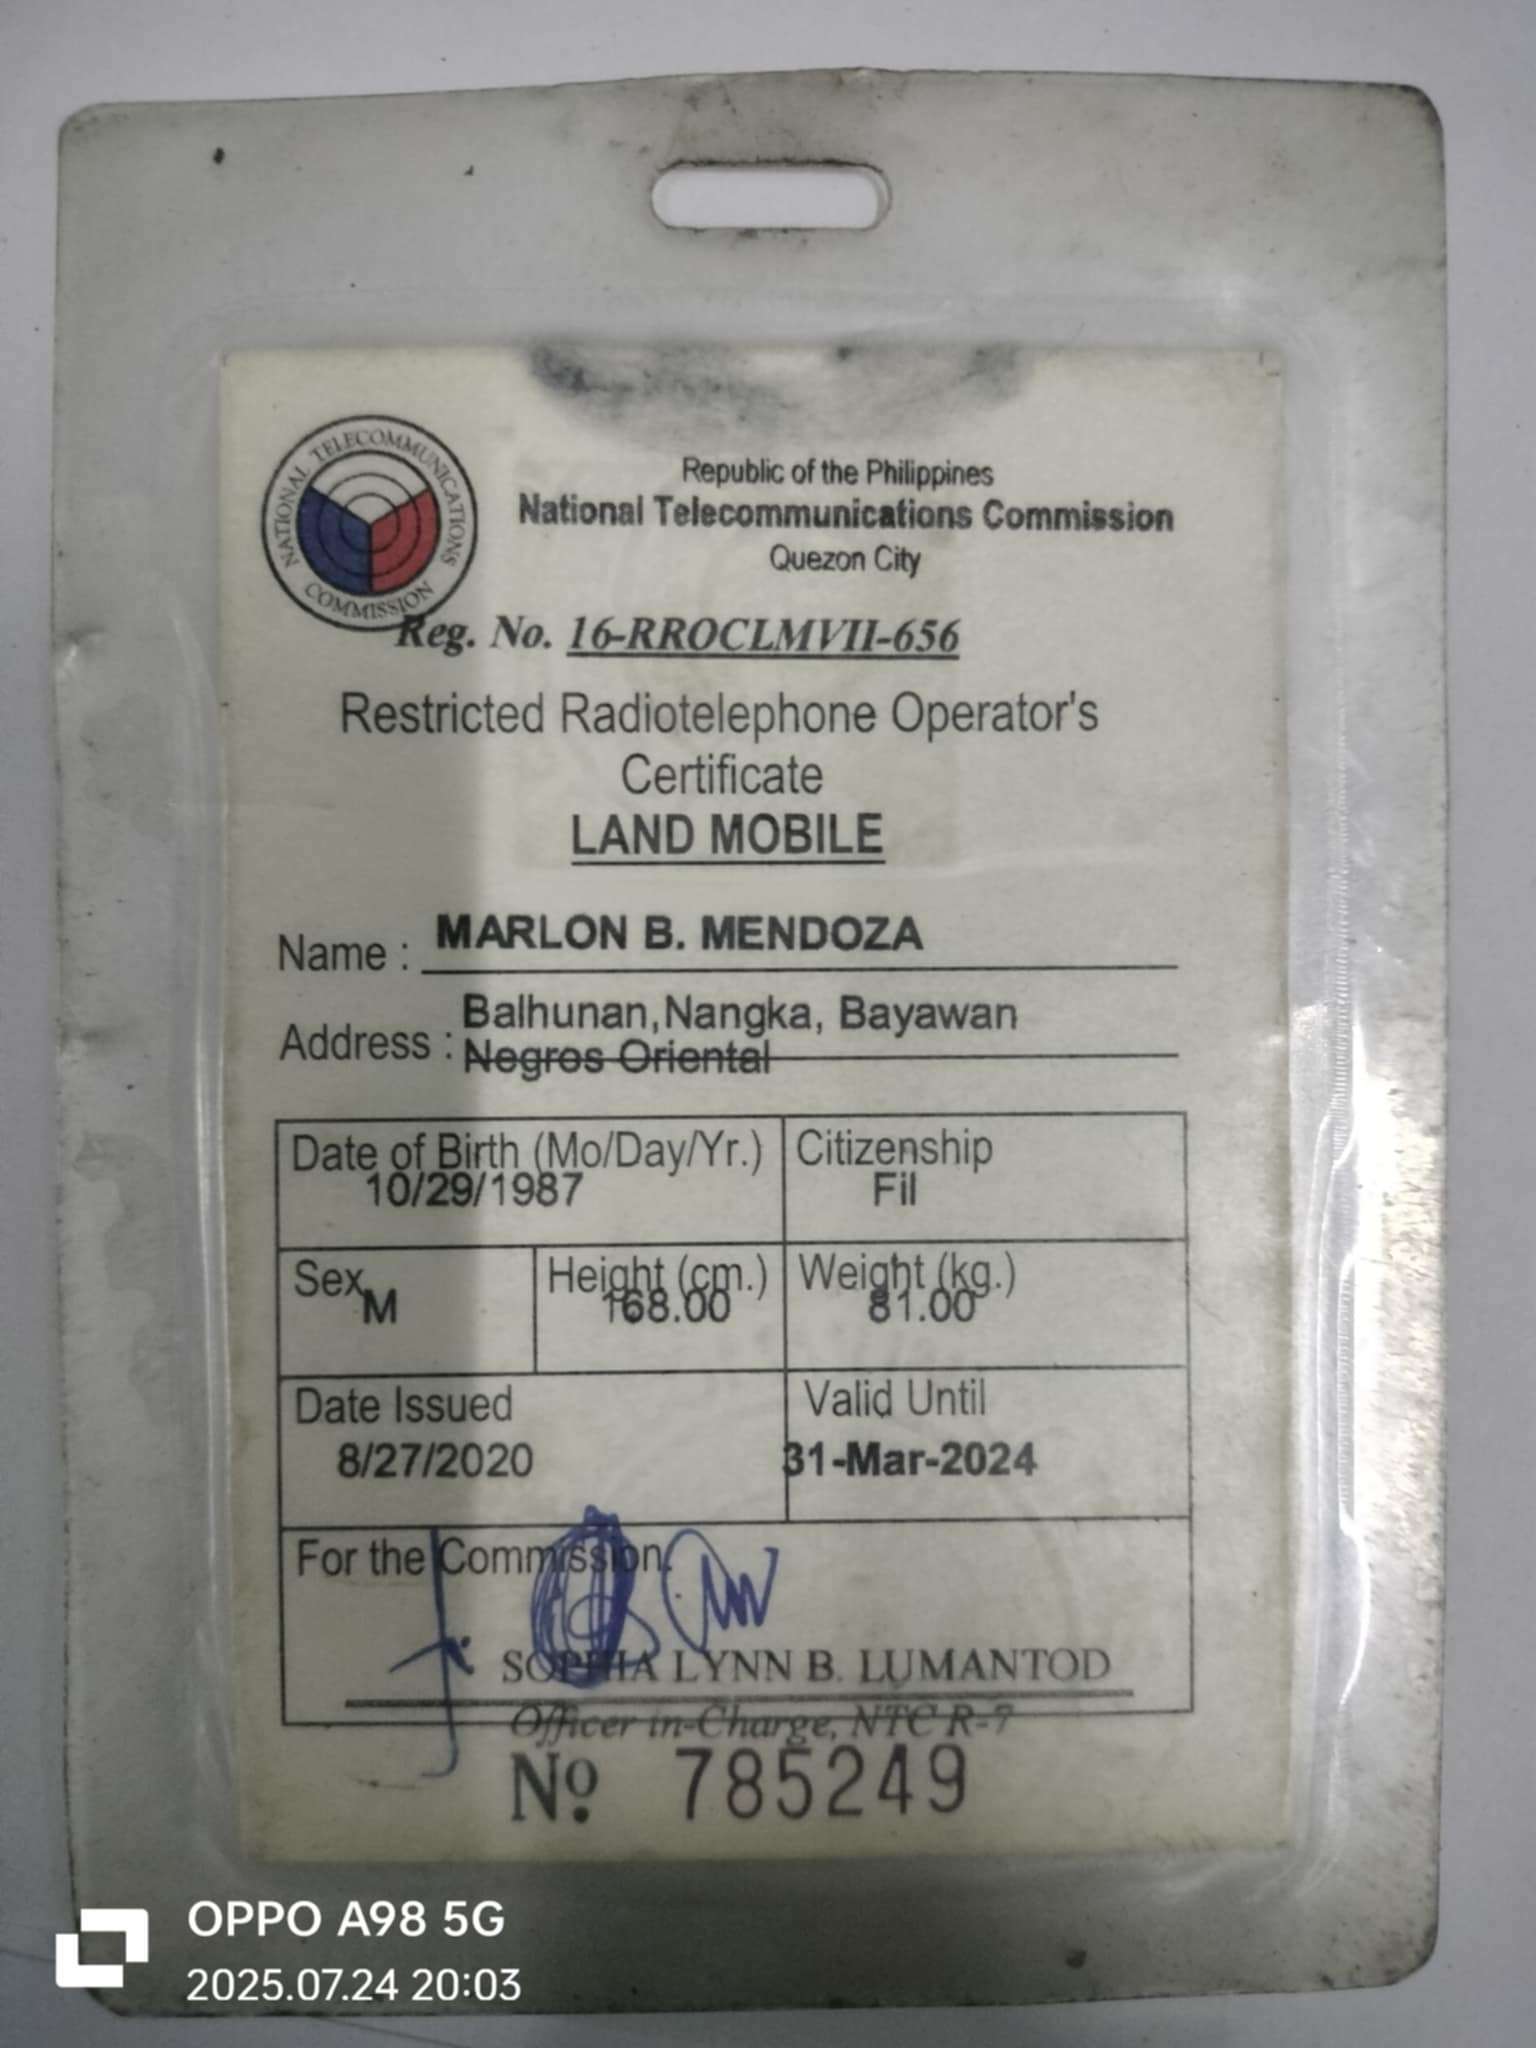 NATIONAL TELECOMMUNICATIONS COMMISSION
Republic of the Philippines
National Telecommunications Commission
Quezon City
Reg. No. 16-RROCLMVII-656
Restricted Radiotelephone Operator's
Certificate
LAND MOBILE
Name : MARLON B. MENDOZA
Address : Balhunan,Nangka, Bayawan
Negros Oriental
Date of Birth (Mo/Day/Yr.) Citizenship
10/29/1987 Fil
Sex Height (cm.) Weight (kg.)
M 168.00 81.00
Date Issued Valid Until
8/27/2020 31-Mar-2024
For the Commission.
SOPHIA LYNN B. LUMANTOD
Officer in-Charge, NTC R-7
No. 785249
OPPO A98 5G
2025.07.24 20:03